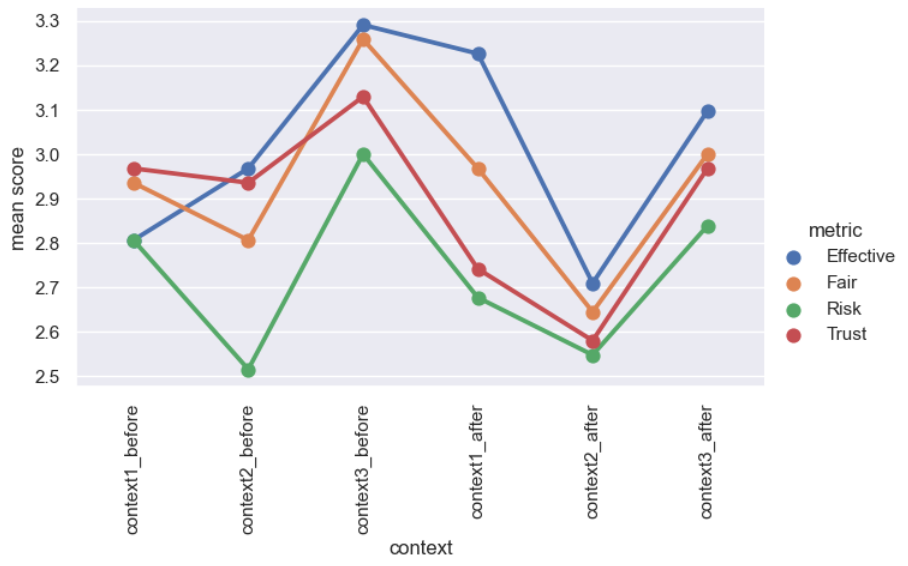 3.3
3.2
3.1
3.0
2.9
2.8
2.7
2.6
2.5
mean score
context1_before
context2_before
context3_before
context1_after
context2_after
context3_after
context
metric
Effective
Fair
Risk
Trust